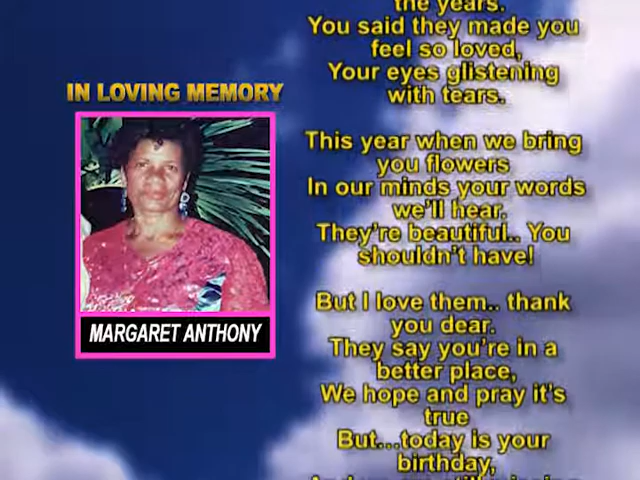 IN LOVING MEMORY
MARGARET ANTHONY
the years.
You said they made you
feel so loved,
Your eyes glistening
with tears.
This year when we bring
you flowers
In our minds your words
we'll hear.
They're beautiful.. You
shouldn't have!
But I love them.. thank
you dear.
They say you're in a
better place,
We hope and pray it's
true
But...today is your
birthday,